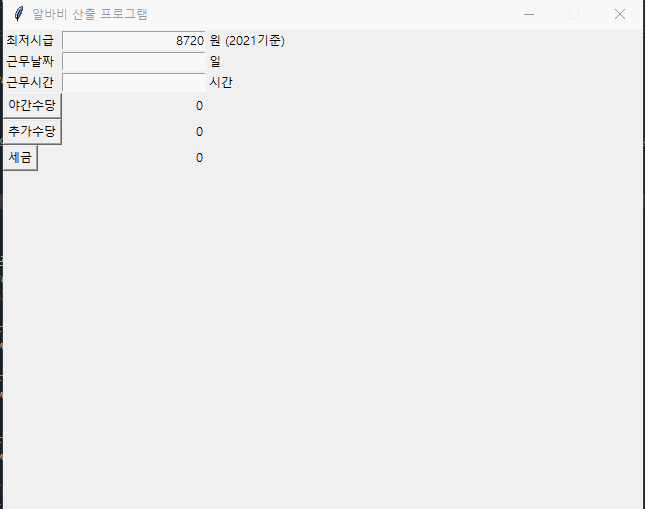 알바비 산출 프로그램
최저시급 8720 원 (2021기준)
근무날짜 일
근무시간 시간
야간수당 0
추가수당 0
세금 0